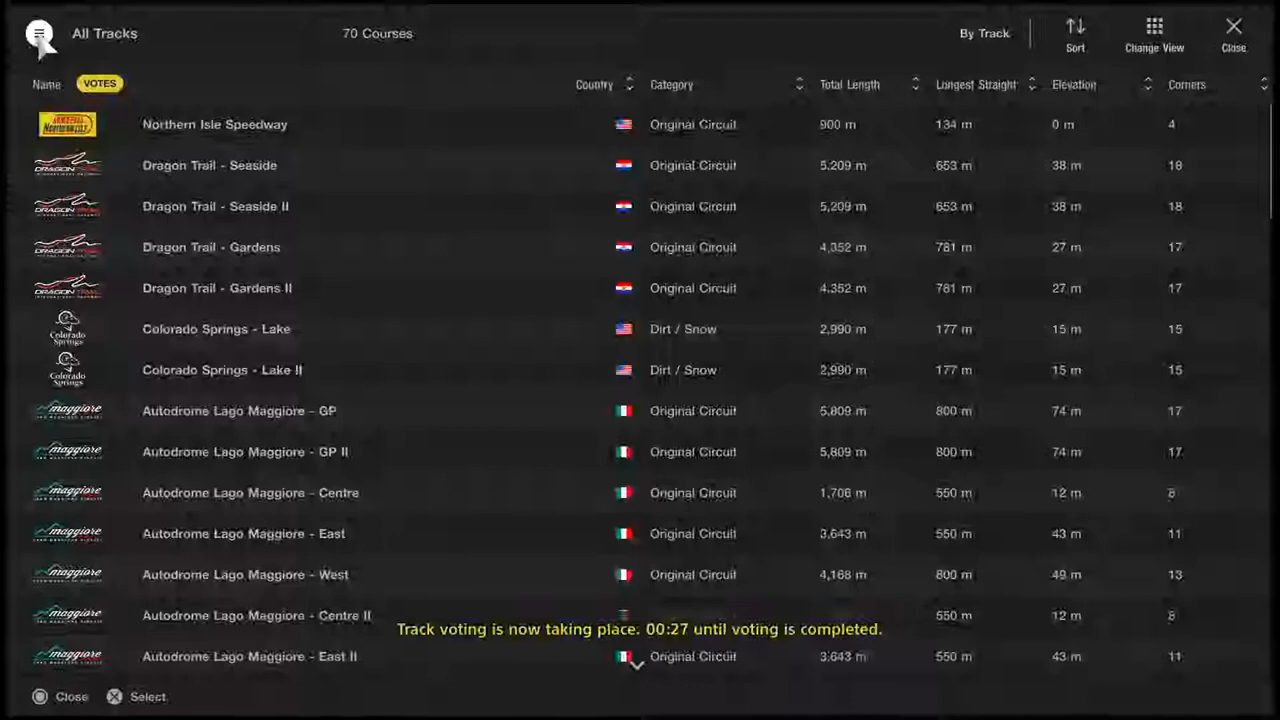 All Tracks 70 Courses By Track Sort Change View Close
Name VOTES Country Category Total Length Longest Straight Elevation Corners
Northern Isle Speedway Original Circuit 900 m 134 m 0 m 4
DRAGON TRAIL Dragon Trail - Seaside Original Circuit 5,209 m 653 m 38 m 18
DRAGON TRAIL Dragon Trail - Seaside II Original Circuit 5,209 m 653 m 38 m 18
DRAGON TRAIL Dragon Trail - Gardens Original Circuit 4,352 m 781 m 27 m 17
DRAGON TRAIL Dragon Trail - Gardens II Original Circuit 4,352 m 781 m 27 m 17
Colorado Springs Colorado Springs - Lake Dirt / Snow 2,990 m 177 m 15 m 15
Colorado Springs Colorado Springs - Lake II Dirt / Snow 2,990 m 177 m 15 m 15
maggiore Autodrome Lago Maggiore - GP Original Circuit 5,809 m 800 m 74 m 17
maggiore Autodrome Lago Maggiore - GP II Original Circuit 5,809 m 800 m 74 m 17
maggiore Autodrome Lago Maggiore - Centre Original Circuit 1,706 m 550 m 12 m 8
maggiore Autodrome Lago Maggiore - East Original Circuit 3,643 m 550 m 43 m 11
maggiore Autodrome Lago Maggiore - West Original Circuit 4,168 m 800 m 49 m 13
maggiore Autodrome Lago Maggiore - Centre II 550 m 12 m 8
Track voting is now taking place. 00:27 until voting is completed.
maggiore Autodrome Lago Maggiore - East II Original Circuit 3,643 m 550 m 43 m 11
Close Select